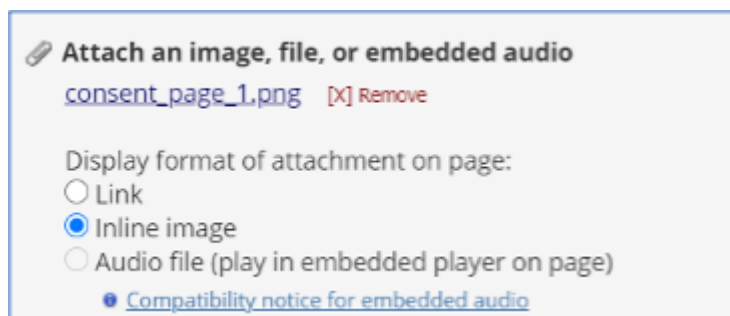 Attach an image, file, or embedded audio
consent_page_1.png [X] Remove
Display format of attachment on page:
Link
Inline image
Audio file (play in embedded player on page)
Compatibility notice for embedded audio